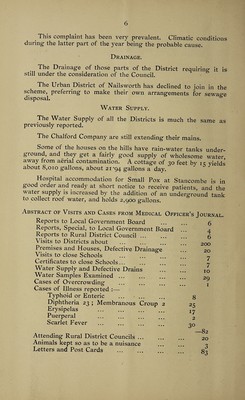 6
This complaint has been very prevalent. Climatic conditions
during the latter part of the year being the probable cause.
Drainage.
The Drainage of those parts of the District requiring it is
still under the consideration of the Council.
The Urban District of Nailsworth has declined to join in the
scheme, preferring to make their own arrangements for sewage
disposal.
Water Supply.
The Water Supply of all the Districts is much the same as
previously reported.
The Chalford Company are still extending their mains.
Some of the houses on the hills have rain-water tanks under-
ground, and they get a fairly good supply of wholesome water,
away from aerial contamination. A cottage of 30 feet by 15 yields
about 8,010 gallons, about 21·94 gallons a day.
Hospital accommodation for Small Pox at Stancombe is in
good order and ready at short notice to receive patients, and the
water supply is increased by the addition of an underground tank
to collect roof water, and holds 2,900 gallons.
Abstract of Visits and Cases from Medical Officer's Journal.
Reports to Local Government Board ... 6
Reports, Special, to Local Government Board ... 4
Reports to Rural District Council ... 6
Visits to Districts about ... 200
Premises and Houses, Defective Drainage ... 20
Visits to close Schools ... 7
Certificates to close Schools... 7
Water Supply and Defective Drains ... 10
Water Samples Examined ... 29
Cases of Overcrowding ... 1
Cases of Illness reported :—
Typhoid or Enteric ... 8
Diphtheria 23; Membranous Croup 2 25
Erysipelas ... 17
Puerperal ... 2
Scarlet Fever ... 30
—82
Attending Rural District Councils ... 20
Animals kept so as to be a nuisance ... 3
Letters and Post Cards ... 83